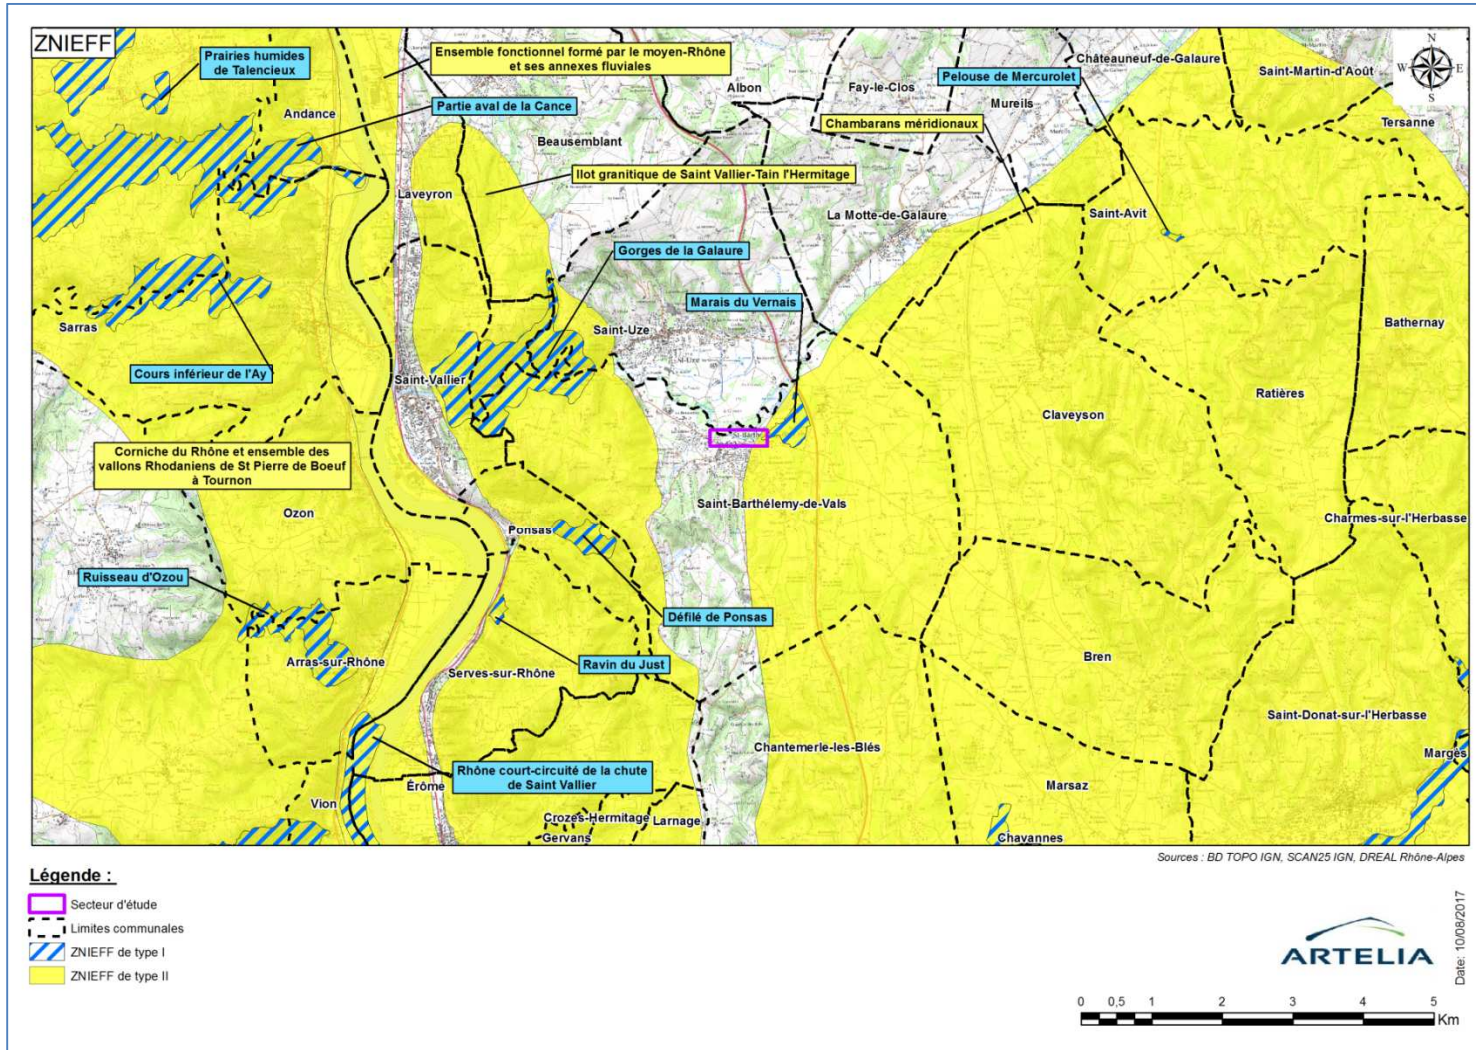 ZNIEFF
Prairies humides
de Talencieux
Ensemble fonctionnel formé par le moyen-Rhône
et ses annexes fluviales
Partie aval de la Cance
Andance
Beausemblant
Albon
Fay-le-Clos
Mureils
Châteauneuf-de-Galaure
Pelouse de Mercurolet
Saint-Martin-d'Août
Tersanne
N
W
E
S
Chambarans méridionaux
Ilot granitique de Saint Vallier-Tain l'Hermitage
Laveyron
La Motte-de-Galaure
Saint-Avit
Gorges de la Galaure
Marais du Vernais
Saint-Uze
Sarras
Cours inférieur de l'Ay
Saint-Vallier
Bathernay
Ratières
Claveyson
Corniche du Rhône et ensemble des
vallons Rhodaniens de St Pierre de Boeuf
à Tournon
Ozon
Ponsas
Saint-Barthélemy-de-Vals
Charmes-sur-l'Herbasse
Ruisseau d'Ozou
Défilé de Ponsas
Arras-sur-Rhône
Ravin du Just
Serves-sur-Rhône
Bren
Saint-Donat-sur-l'Herbasse
Margès
Chantemerle-les-Blés
Rhône court-circuité de la chute
de Saint Vallier
Vion
Érôme
Marsaz
Crozes-Hermitage
Larnage
Gervans
Chavannes
Sources : BD TOPO IGN, SCAN25 IGN, DREAL Rhône-Alpes
Légende :
Secteur d'étude
Limites communales
ZNIEFF de type I
ZNIEFF de type II
ARTELIA
Date: 10/08/2017
0 0,5 1 2 3 4 5
Km